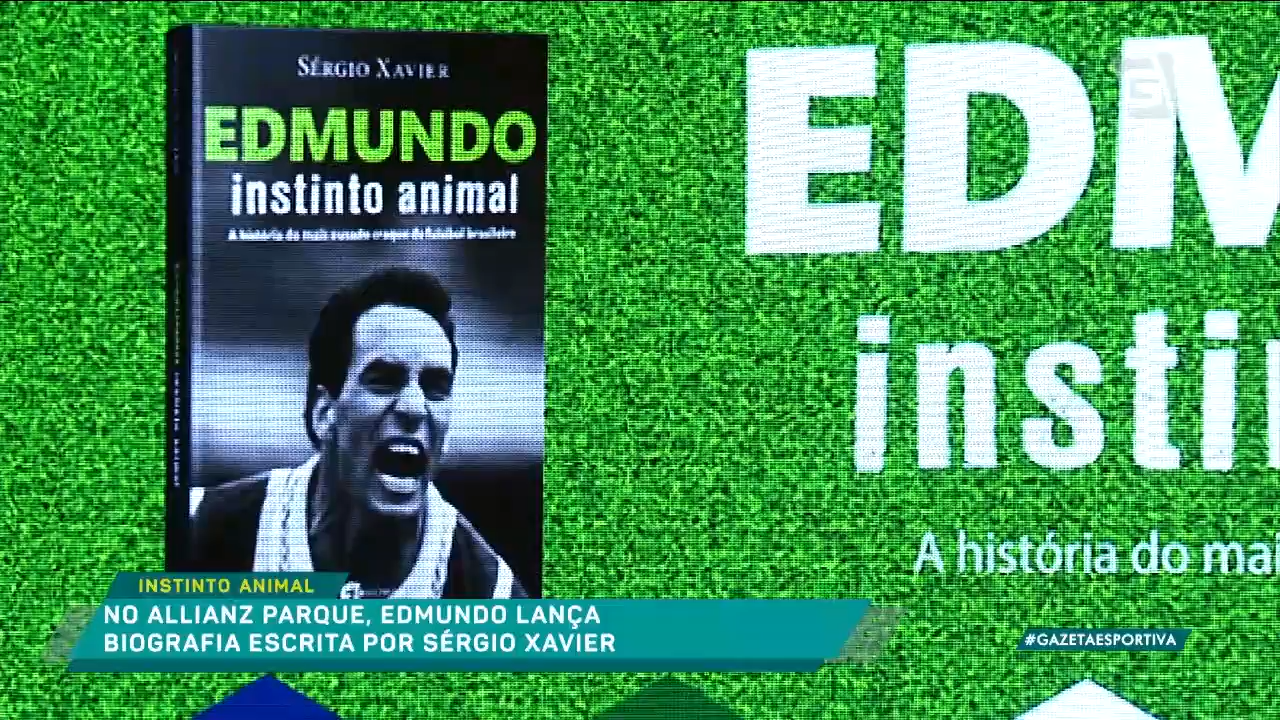 SÉRGIO XAVIER
EDMUNDO
instinto animal
EDM
instin
A história do mai
INSTINTO ANIMAL
NO ALLIANZ PARQUE, EDMUNDO LANÇA
BIOGRAFIA ESCRITA POR SÉRGIO XAVIER
#GAZETAESPORTIVA